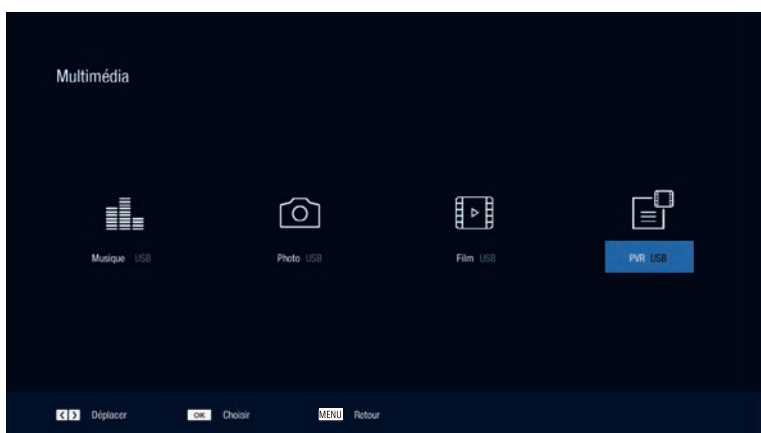 Multimédia
Musique USB
Photo USB
Film USB
PVR USB
Déplacer OK Choisir MENU Retour